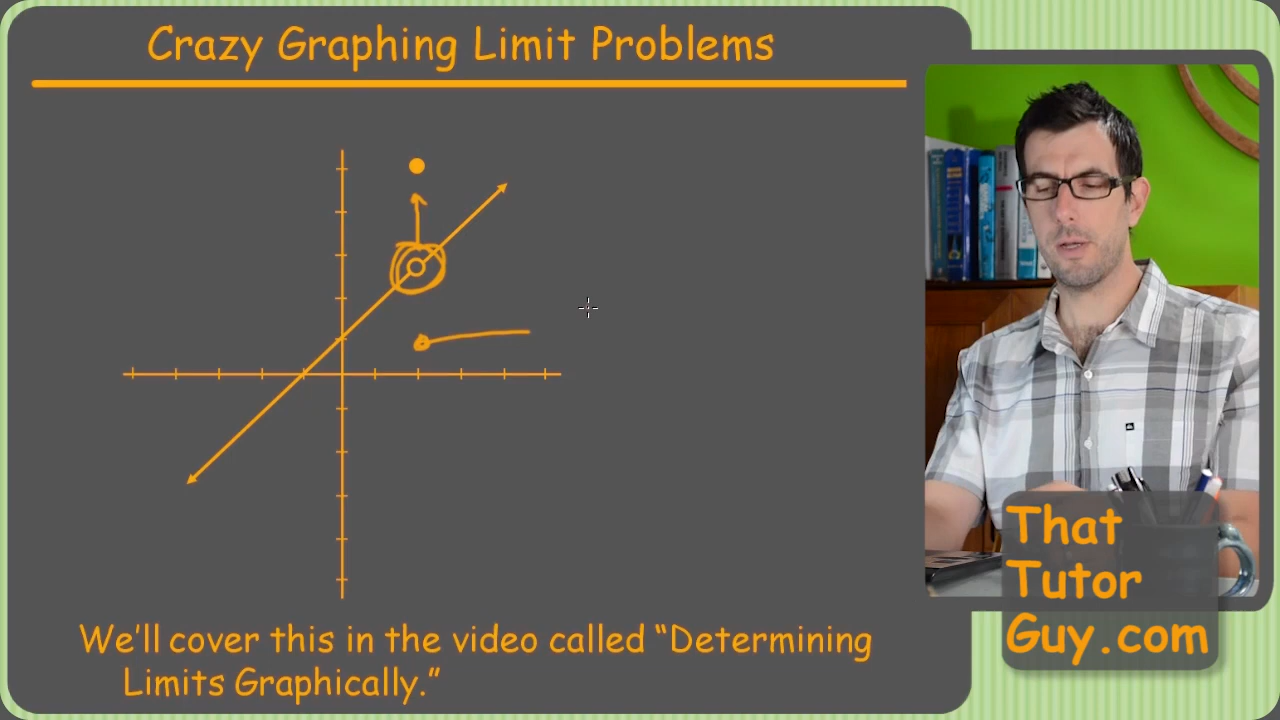 Crazy Graphing Limit Problems
We'll cover this in the video called “Determining
Limits Graphically.”
That
Tutor
Guy.com